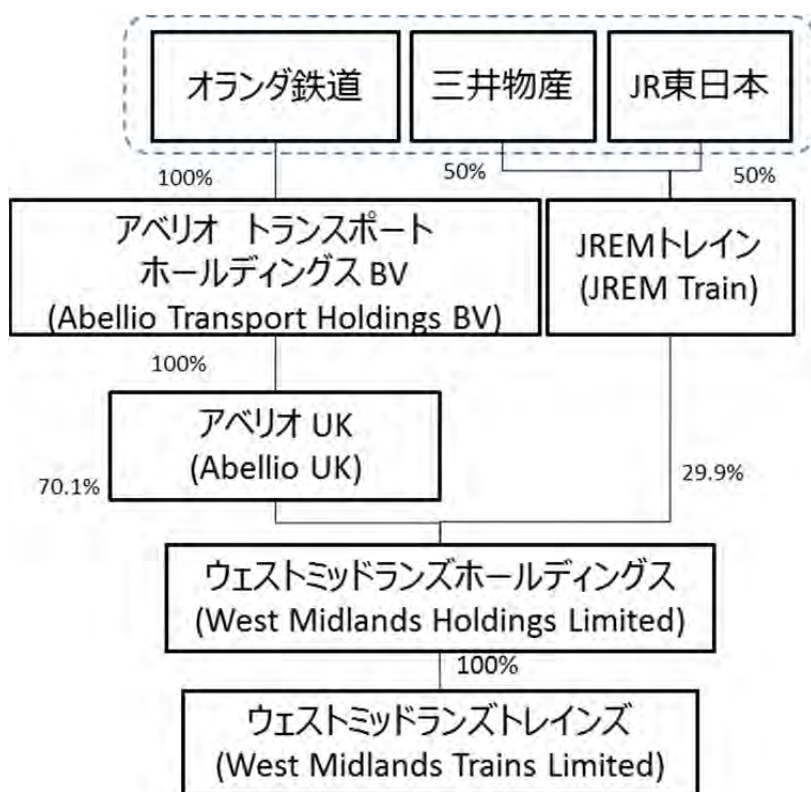 オランダ鉄道
三井物産
JR東日本
100%
50%
50%
アベリオ トランスポート
ホールディングス BV
(Abellio Transport Holdings BV)
JREMトレイン
(JREM Train)
100%
アベリオ UK
(Abellio UK)
70.1%
29.9%
ウェストミッドランズホールディングス
(West Midlands Holdings Limited)
100%
ウェストミッドランズトレインズ
(West Midlands Trains Limited)